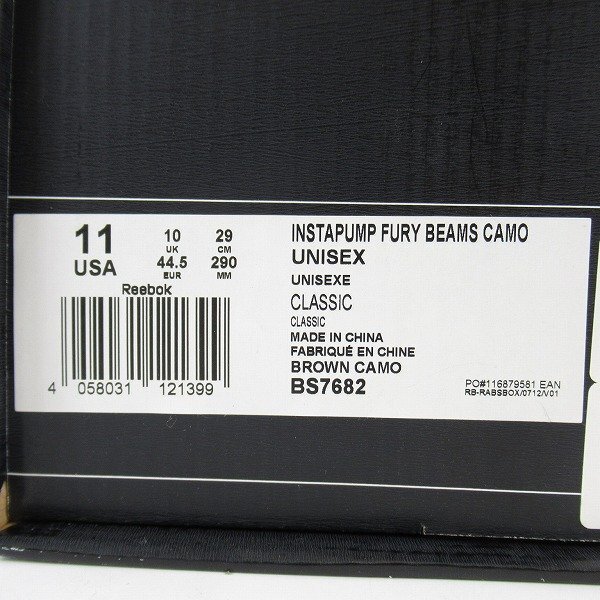 11
USA
10
UK
44.5
EUR
29
CM
290
MM
Reebok
4 058031 121399
INSTAPUMP FURY BEAMS CAMO
UNISEX
UNISEXE
CLASSIC
CLASSIC
MADE IN CHINA
FABRIQUÉ EN CHINE
BROWN CAMO
BS7682
PO#116879581 EAN
RB-RABSBOX/0712/V01